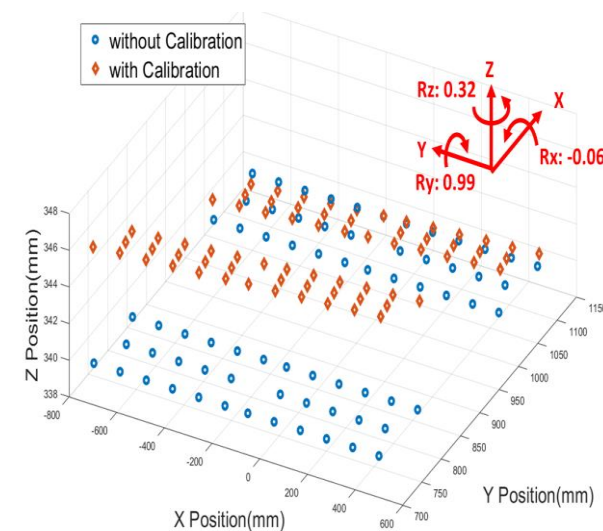 without Calibration
with Calibration
Z
Rz: 0.32
X
Y
Rx: -0.06
Ry: 0.99
348
346
344
342
340
338
Z Position(mm)
-800
-600
-400
-200
0
200
400
600
X Position(mm)
700
750
800
850
900
950
1000
1050
1100
1150
Y Position(mm)